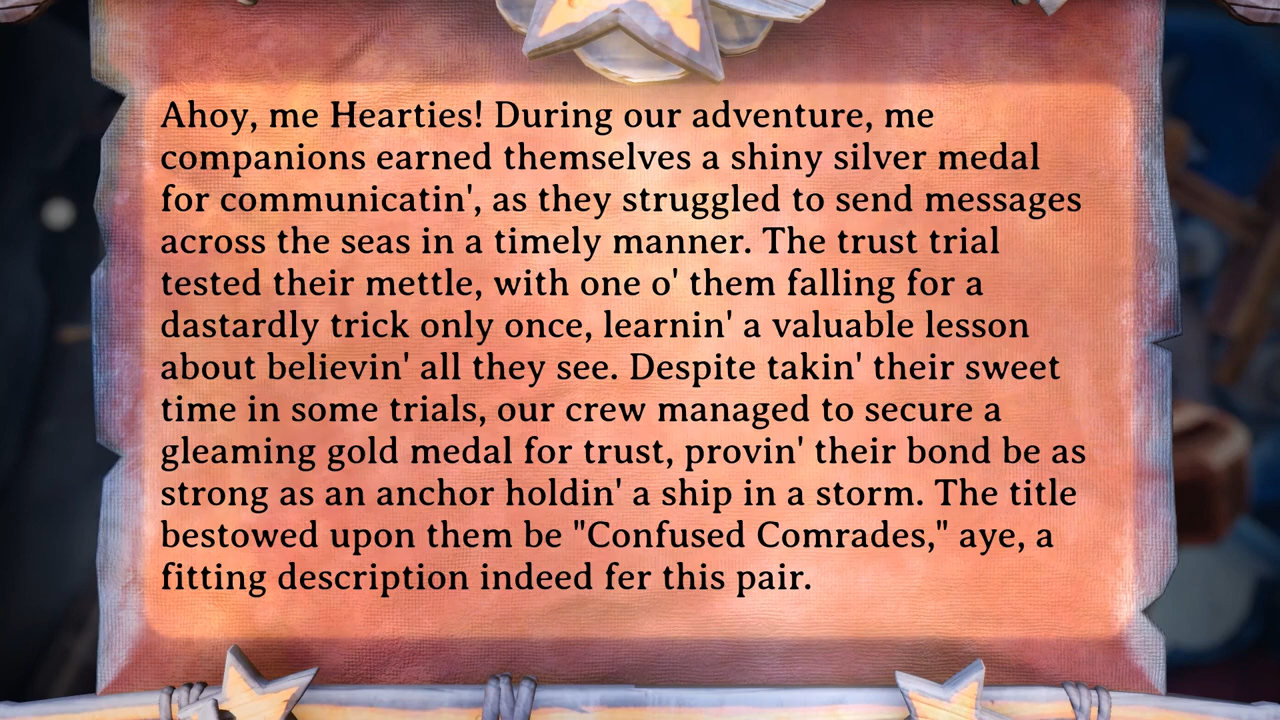 Ahoy, me Hearties! During our adventure, me
companions earned themselves a shiny silver medal
for communicatin', as they struggled to send messages
across the seas in a timely manner. The trust trial
tested their mettle, with one o' them falling for a
dastardly trick only once, learnin' a valuable lesson
about believin' all they see. Despite takin' their sweet
time in some trials, our crew managed to secure a
gleaming gold medal for trust, provin' their bond be as
strong as an anchor holdin' a ship in a storm. The title
bestowed upon them be "Confused Comrades," aye, a
fitting description indeed fer this pair.